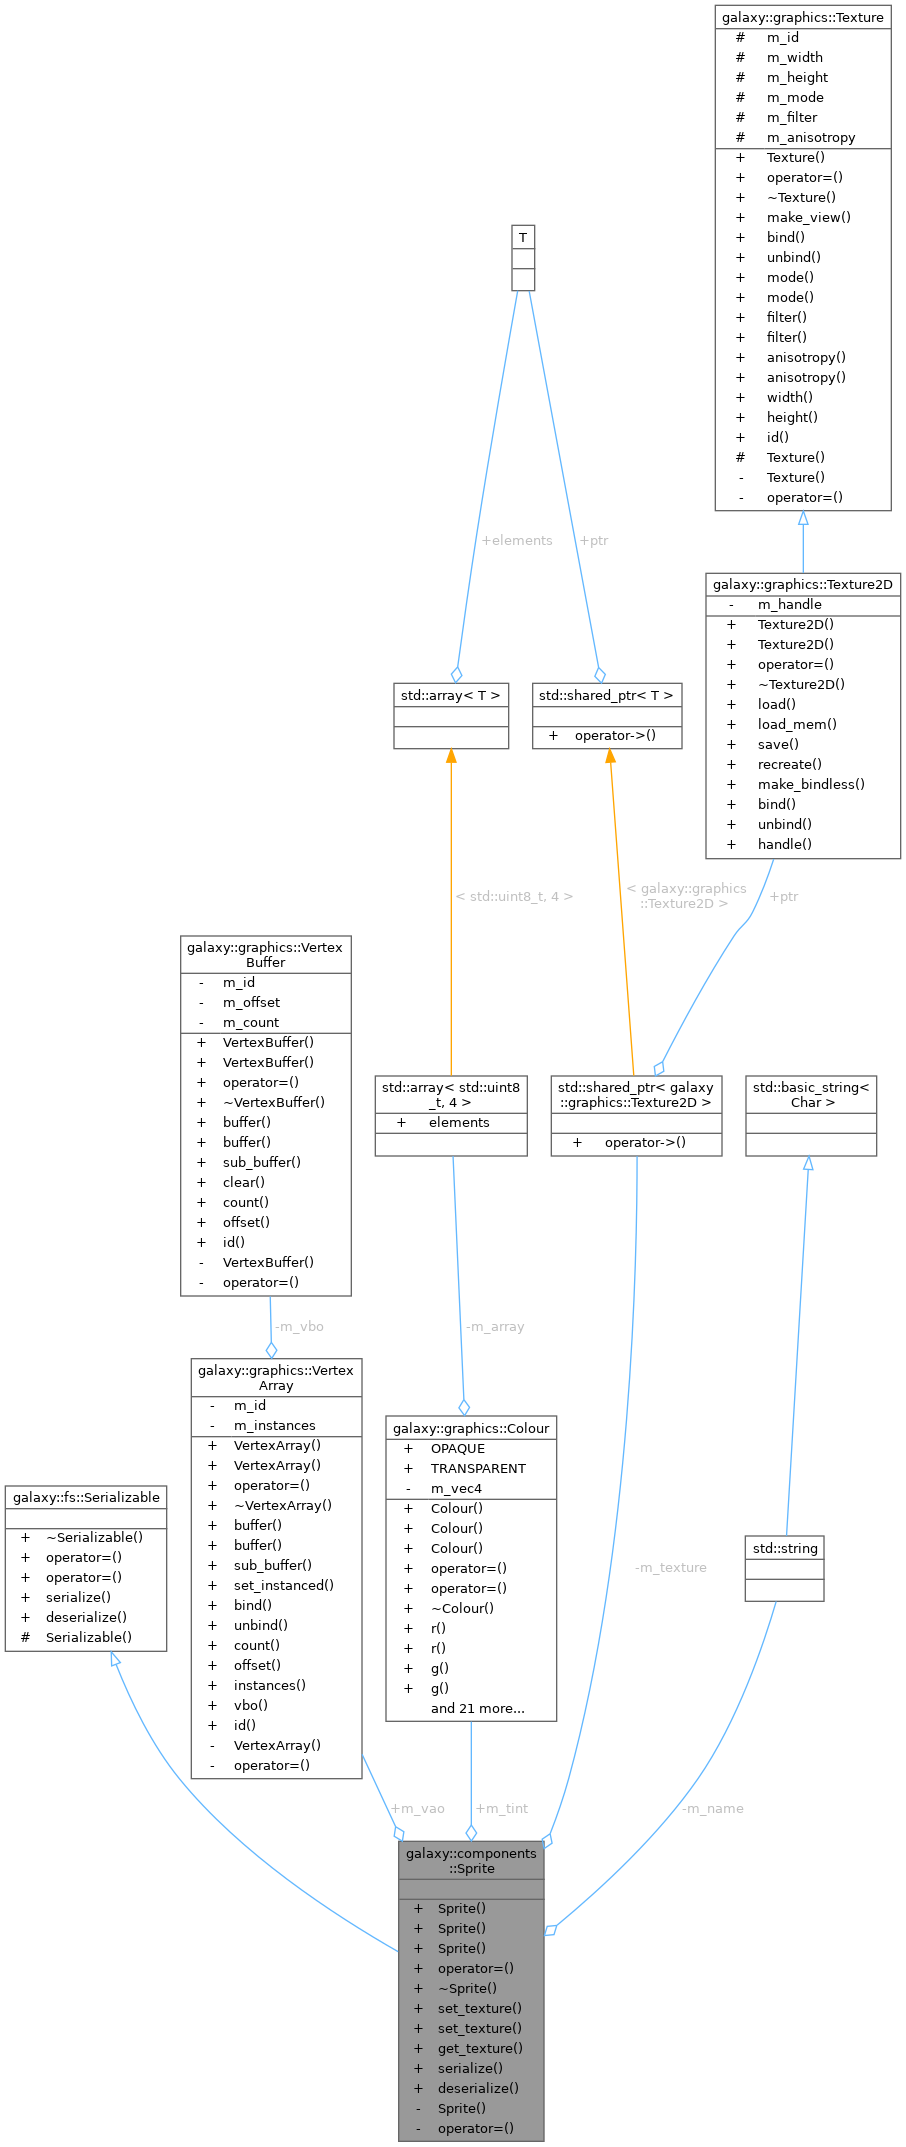 galaxy::graphics::Texture
# m_id
# m_width
# m_height
# m_mode
# m_filter
# m_anisotropy
+ Texture()
+ operator=()
+ ~Texture()
+ make_view()
+ bind()
+ unbind()
+ mode()
+ mode()
+ filter()
+ filter()
+ anisotropy()
+ anisotropy()
+ width()
+ height()
+ id()
# Texture()
- Texture()
- operator=()
T
+elements
+ptr
galaxy::graphics::Texture2D
- m_handle
+ Texture2D()
+ Texture2D()
+ operator=()
+ ~Texture2D()
+ load()
+ load_mem()
+ save()
+ recreate()
+ make_bindless()
+ bind()
+ unbind()
+ handle()
std::array< T >
std::shared_ptr< T >
+ operator->()
< std::uint8_t, 4 >
< galaxy::graphics
::Texture2D >
+ptr
galaxy::graphics::Vertex
Buffer
- m_id
- m_offset
- m_count
+ VertexBuffer()
+ VertexBuffer()
+ operator=()
+ ~VertexBuffer()
+ buffer()
+ buffer()
+ sub_buffer()
+ clear()
+ count()
+ offset()
+ id()
- VertexBuffer()
- operator=()
std::array< std::uint8
_t, 4 >
+ elements
std::shared_ptr< galaxy
::graphics::Texture2D >
+ operator->()
std::basic_string<
Char >
-m_vbo
-m_array
galaxy::graphics::Vertex
Array
- m_id
- m_instances
+ VertexArray()
+ VertexArray()
+ operator=()
+ ~VertexArray()
+ buffer()
+ buffer()
+ sub_buffer()
+ set_instanced()
+ bind()
+ unbind()
+ count()
+ offset()
+ instances()
+ vbo()
+ id()
- VertexArray()
- operator=()
galaxy::graphics::Colour
+ OPAQUE
+ TRANSPARENT
- m_vec4
+ Colour()
+ Colour()
+ Colour()
+ operator=()
+ operator=()
+ ~Colour()
+ r()
+ r()
+ g()
+ g()
and 21 more...
galaxy::fs::Serializable
+ ~Serializable()
+ operator=()
+ operator=()
+ serialize()
+ deserialize()
# Serializable()
std::string
-m_texture
+m_vao
+m_tint
-m_name
galaxy::components
::Sprite
+ Sprite()
+ Sprite()
+ Sprite()
+ operator=()
+ ~Sprite()
+ set_texture()
+ set_texture()
+ get_texture()
+ serialize()
+ deserialize()
- Sprite()
- operator=()